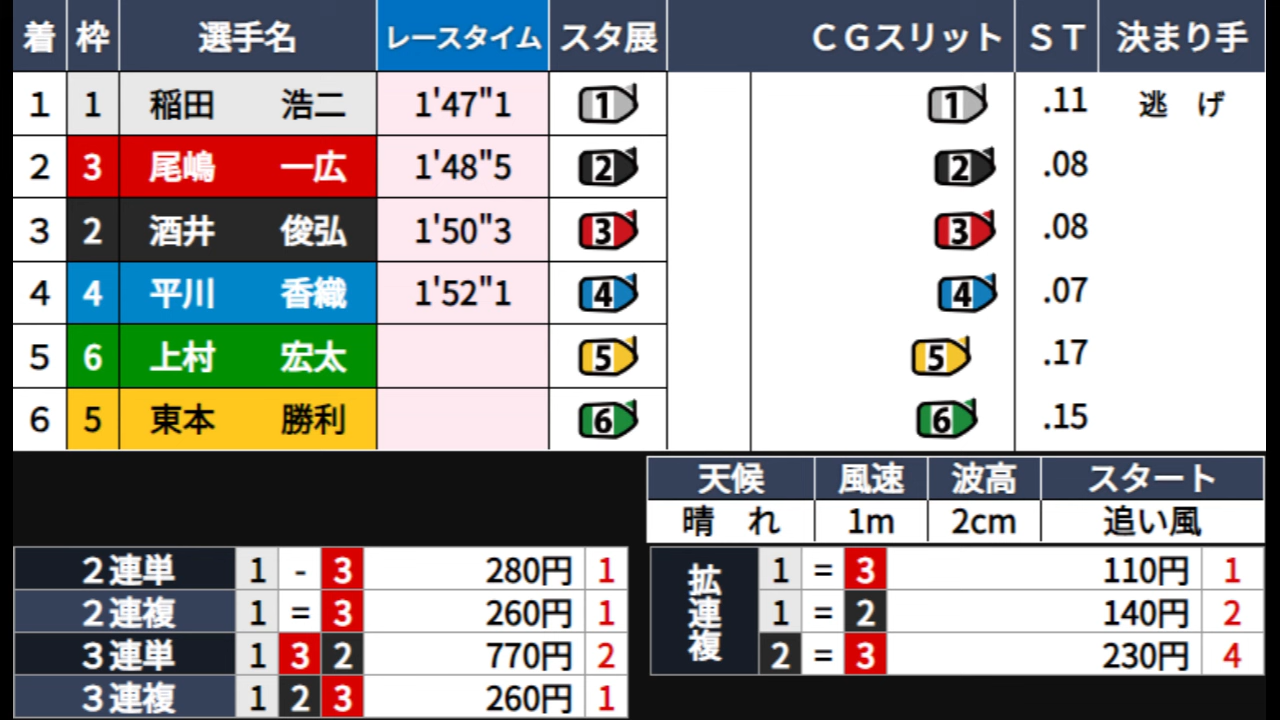 着 枠 選手名 レースタイム スタ展 ＣＧスリット ＳＴ 決まり手
1 1 稲田 浩二 1'47"1 1 1 .11 逃 げ
2 3 尾嶋 一広 1'48"5 2 2 .08
3 2 酒井 俊弘 1'50"3 3 3 .08
4 4 平川 香織 1'52"1 4 4 .07
5 6 上村 宏太 5 5 .17
6 5 東本 勝利 6 6 .15
天候 風速 波高 スタート
晴 れ 1m 2cm 追い風
２連単 1 - 3 280円 1
２連複 1 = 3 260円 1
３連単 1 3 2 770円 2
３連複 1 2 3 260円 1
拡連複
1 = 3 110円 1
1 = 2 140円 2
2 = 3 230円 4